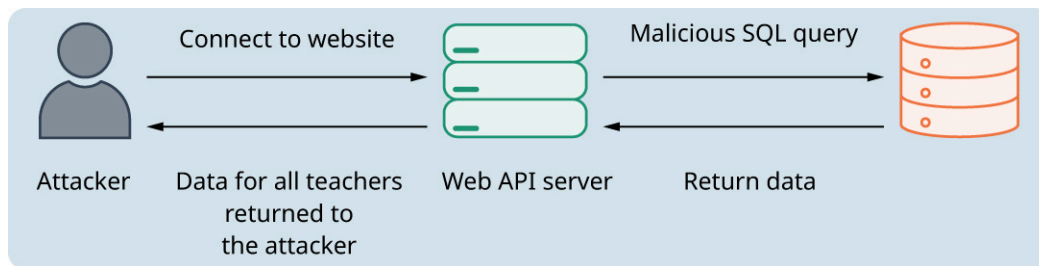 Connect to website
Malicious SQL query
Attacker
Data for all teachers
returned to
the attacker
Web API server
Return data